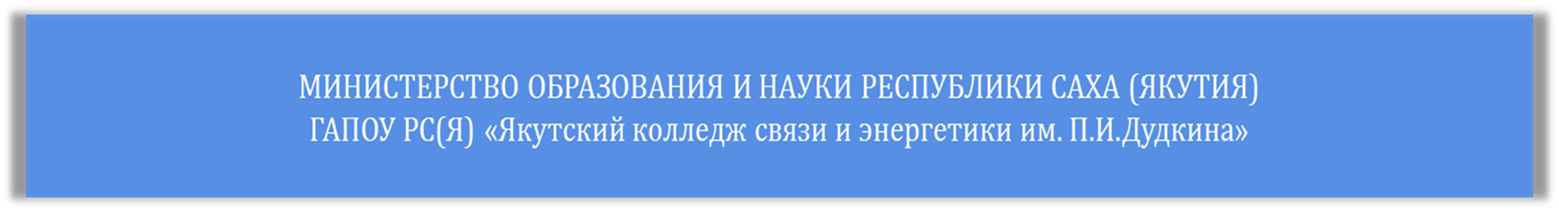 МИНИСТЕРСТВО ОБРАЗОВАНИЯ И НАУКИ РЕСПУБЛИКИ САХА (ЯКУТИЯ)
ГАПОУ РС(Я) «Якутский колледж связи и энергетики им. П.И.Дудкина»